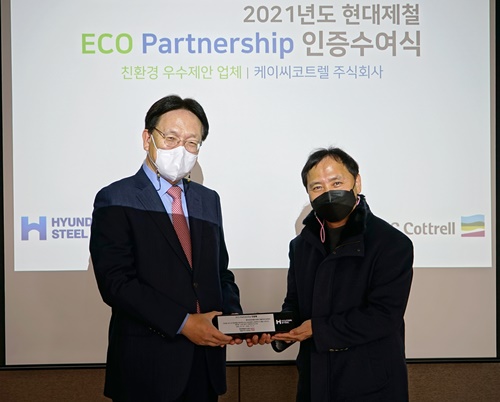 2021년도 현대제철
ECO Partnership 인증수여식
친환경 우수제안 업체 | 케이씨코트렐 주식회사
HYUND
STEEL
C Cottrell
HYUNDAI
STEEL